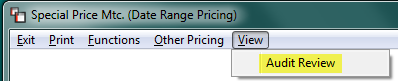 Special Price Mtc. (Date Range Pricing)
Exit Print Functions Other Pricing View
Audit Review